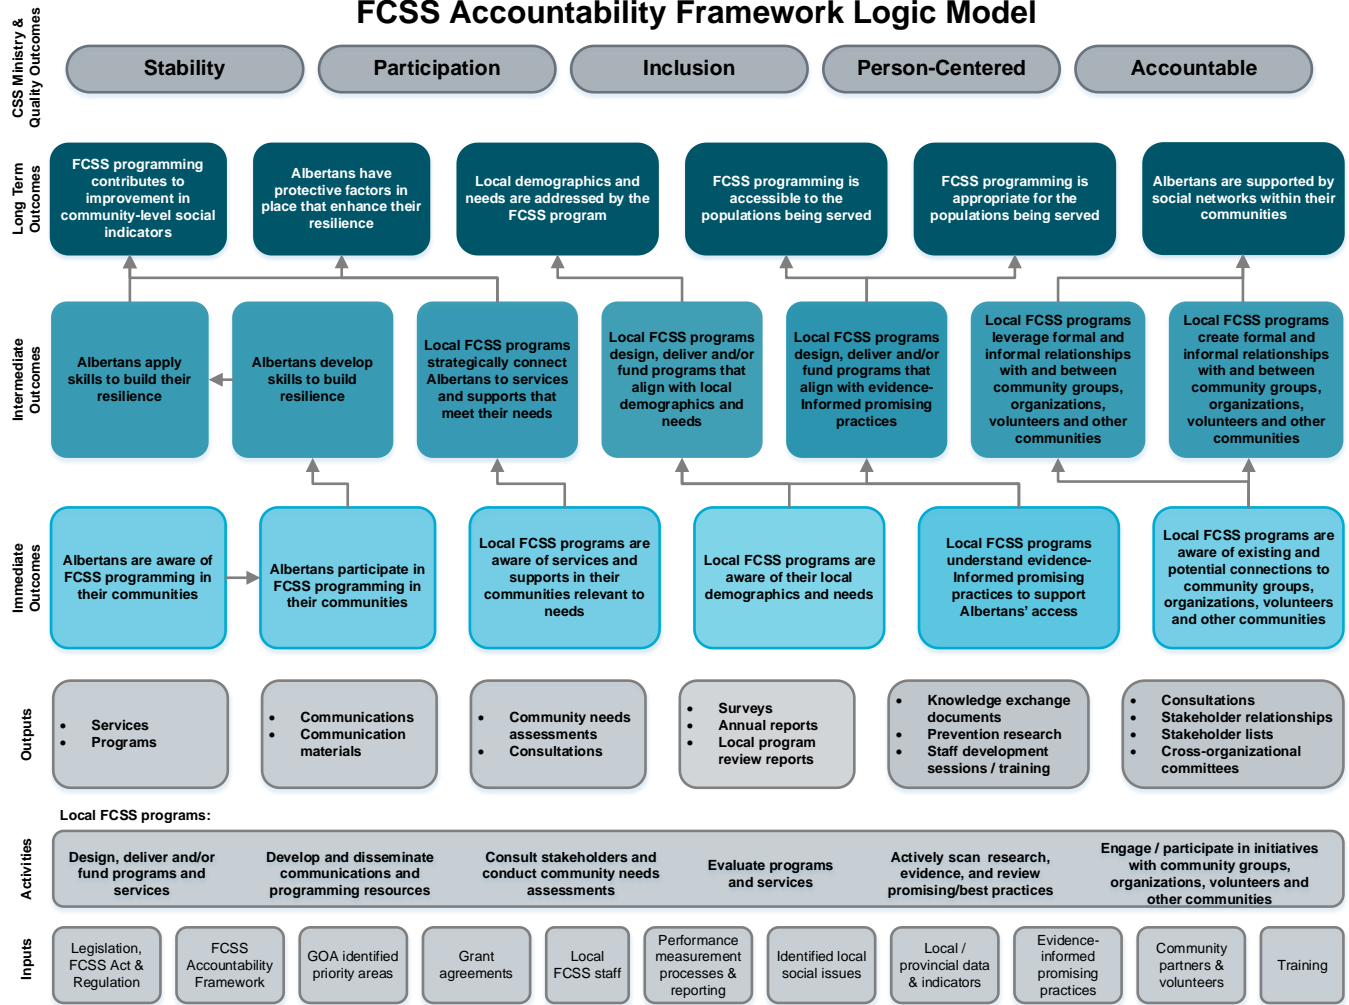 FCSS Accountability Framework Logic Model
CSS Ministry &
Quality Outcomes
Stability
Participation
Inclusion
Person-Centered
Accountable
Long Term
Outcomes
FCSS programming
contributes to
improvement in
community-level social
indicators
Albertans have
protective factors in
place that enhance their
resilience
Local demographics and
needs are addressed by the
FCSS program
FCSS programming is
accessible to the
populations being served
FCSS programming is
appropriate for the
populations being served
Albertans are supported by
social networks within their
communities
Intermediate
Outcomes
Albertans apply
skills to build their
resilience
Albertans develop
skills to build
resilience
Local FCSS programs
strategically connect
Albertans to services
and supports that
meet their needs
Local FCSS programs
design, deliver and/or
fund programs that
align with local
demographics and
needs
Local FCSS programs
design, deliver and/or
fund programs that
align with evidence-
Informed promising
practices
Local FCSS programs
leverage formal and
informal relationships
with and between
community groups,
organizations,
volunteers and other
communities
Local FCSS programs
create formal and
informal relationships
with and between
community groups,
organizations,
volunteers and other
communities
Immediate
Outcomes
Albertans are aware of
FCSS programming in
their communities
Albertans participate in
FCSS programming in
their communities
Local FCSS programs are
aware of services and
supports in their
communities relevant to
needs
Local FCSS programs are
aware of their local
demographics and needs
Local FCSS programs
understand evidence-
Informed promising
practices to support
Albertans' access
Local FCSS programs are
aware of existing and
potential connections to
community groups,
organizations, volunteers
and other communities
Outputs
• Services
• Programs
• Communications
• Communication
materials
• Community needs
assessments
• Consultations
• Surveys
• Annual reports
• Local program
review reports
• Knowledge exchange
documents
• Prevention research
• Staff development
sessions / training
• Consultations
• Stakeholder relationships
• Stakeholder lists
• Cross-organizational
committees
Local FCSS programs:
Activities
Design, deliver and/or
fund programs and
services
Develop and disseminate
communications and
programming resources
Consult stakeholders and
conduct community needs
assessments
Evaluate programs
and services
Actively scan research,
evidence, and review
promising/best practices
Engage / participate in initiatives
with community groups,
organizations, volunteers and
other communities
Inputs
Legislation,
FCSS Act &
Regulation
FCSS
Accountability
Framework
GOA identified
priority areas
Grant
agreements
Local
FCSS staff
Performance
measurement
processes &
reporting
Identified local
social issues
Local /
provincial data
& indicators
Evidence-
informed
promising
practices
Community
partners &
volunteers
Training